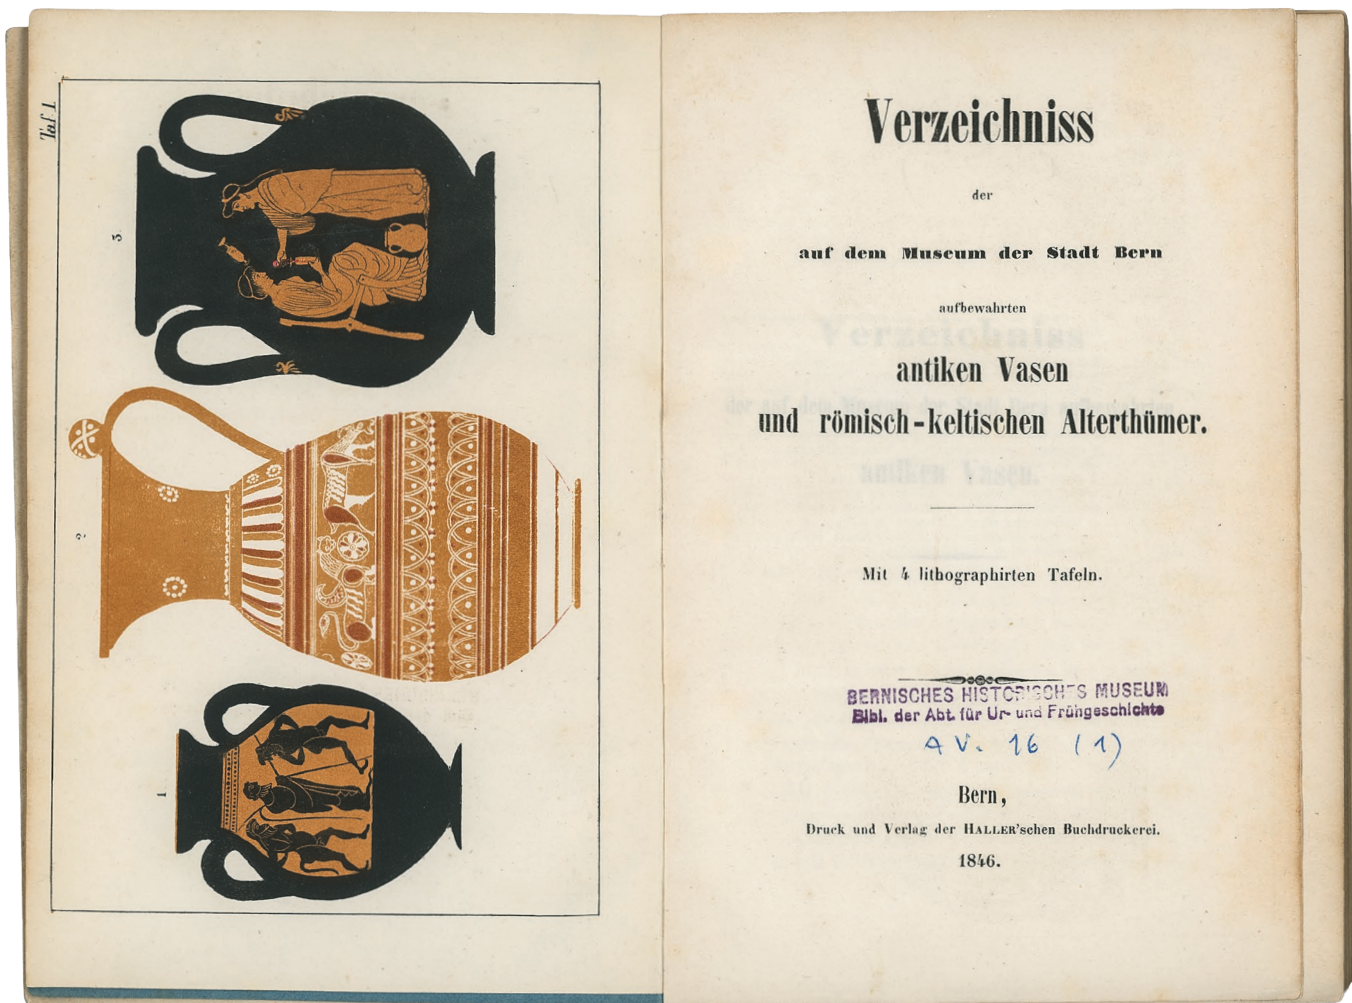 Taf 1.
3
2
1
Verzeichniss
der
auf dem Museum der Stadt Bern
aufbewahrten
antiken Vasen
und römisch-keltischen Alterthümer.
Mit 4 lithographirten Tafeln.
BERNISCHES HISTORISCHES MUSEUM
Bibl. der Abt. für Ur- und Frühgeschichte
AV. 16 (1)
Bern,
Druck und Verlag der HALLER'schen Buchdruckerei.
1846.